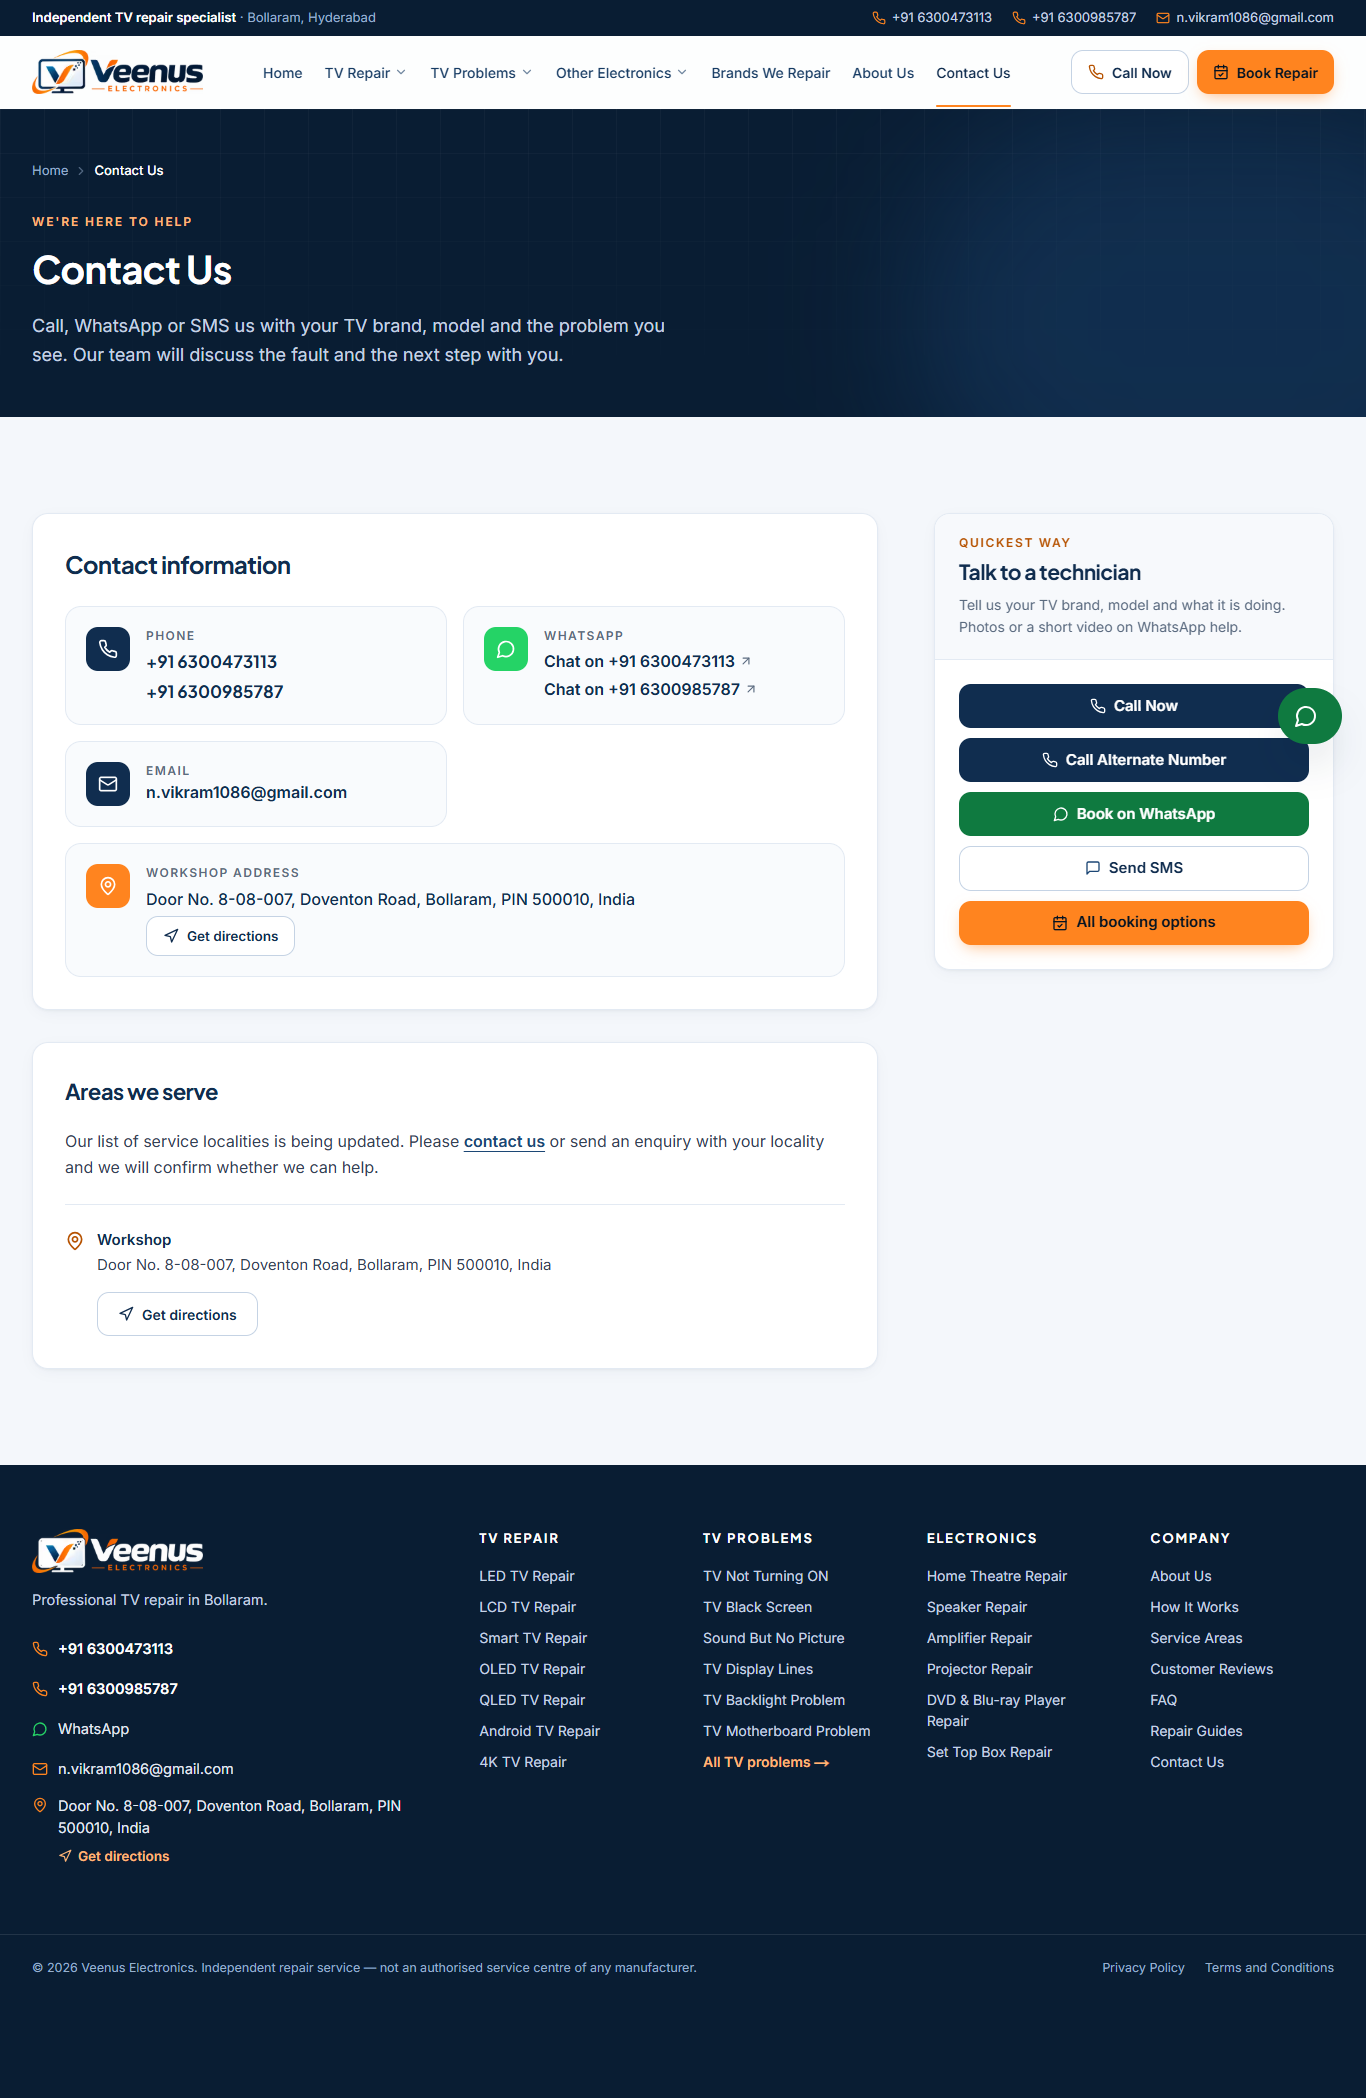 Independent TV repair specialist · Bollaram, Hyderabad
+91 6300473113
+91 6300985787
n.vikram1086@gmail.com
Veenus
ELECTRONICS
Home
TV Repair
TV Problems
Other Electronics
Brands We Repair
About Us
Contact Us
Call Now
Book Repair
Home > Contact Us
WE'RE HERE TO HELP
Contact Us
Call, WhatsApp or SMS us with your TV brand, model and the problem you
see. Our team will discuss the fault and the next step with you.
Contact information
PHONE
+91 6300473113
+91 6300985787
WHATSAPP
Chat on +91 6300473113 ↗
Chat on +91 6300985787 ↗
EMAIL
n.vikram1086@gmail.com
WORKSHOP ADDRESS
Door No. 8-08-007, Doventon Road, Bollaram, PIN 500010, India
Get directions
QUICKEST WAY
Talk to a technician
Tell us your TV brand, model and what it is doing.
Photos or a short video on WhatsApp help.
Call Now
Call Alternate Number
Book on WhatsApp
Send SMS
All booking options
Areas we serve
Our list of service localities is being updated. Please contact us or send an enquiry with your locality
and we will confirm whether we can help.
Workshop
Door No. 8-08-007, Doventon Road, Bollaram, PIN 500010, India
Get directions
Veenus
ELECTRONICS
Professional TV repair in Bollaram.
+91 6300473113
+91 6300985787
WhatsApp
n.vikram1086@gmail.com
Door No. 8-08-007, Doventon Road, Bollaram, PIN
500010, India
Get directions
TV REPAIR
LED TV Repair
LCD TV Repair
Smart TV Repair
OLED TV Repair
QLED TV Repair
Android TV Repair
4K TV Repair
TV PROBLEMS
TV Not Turning ON
TV Black Screen
Sound But No Picture
TV Display Lines
TV Backlight Problem
TV Motherboard Problem
All TV problems →
ELECTRONICS
Home Theatre Repair
Speaker Repair
Amplifier Repair
Projector Repair
DVD & Blu-ray Player
Repair
Set Top Box Repair
COMPANY
About Us
How It Works
Service Areas
Customer Reviews
FAQ
Repair Guides
Contact Us
© 2026 Veenus Electronics. Independent repair service — not an authorised service centre of any manufacturer.
Privacy Policy
Terms and Conditions